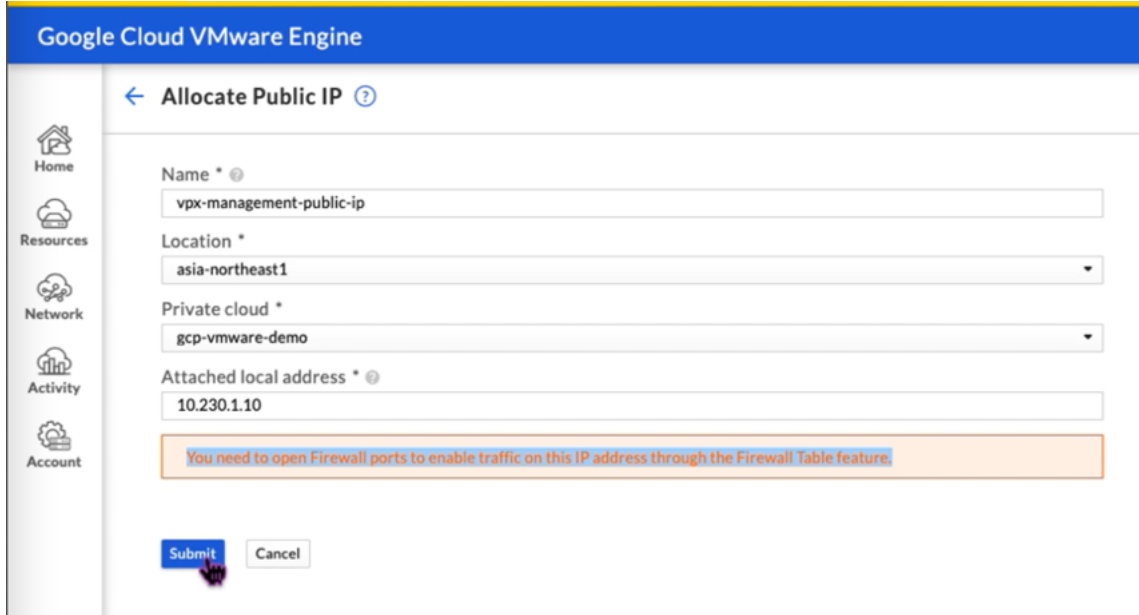 Google Cloud VMware Engine
Allocate Public IP ?
Home
Resources
Network
Activity
Account
Name * ?
vpx-management-public-ip
Location *
asia-northeast1
Private cloud *
gcp-vmware-demo
Attached local address * ?
10.230.1.10
You need to open Firewall ports to enable traffic on this IP address through the Firewall Table feature.
Submit Cancel